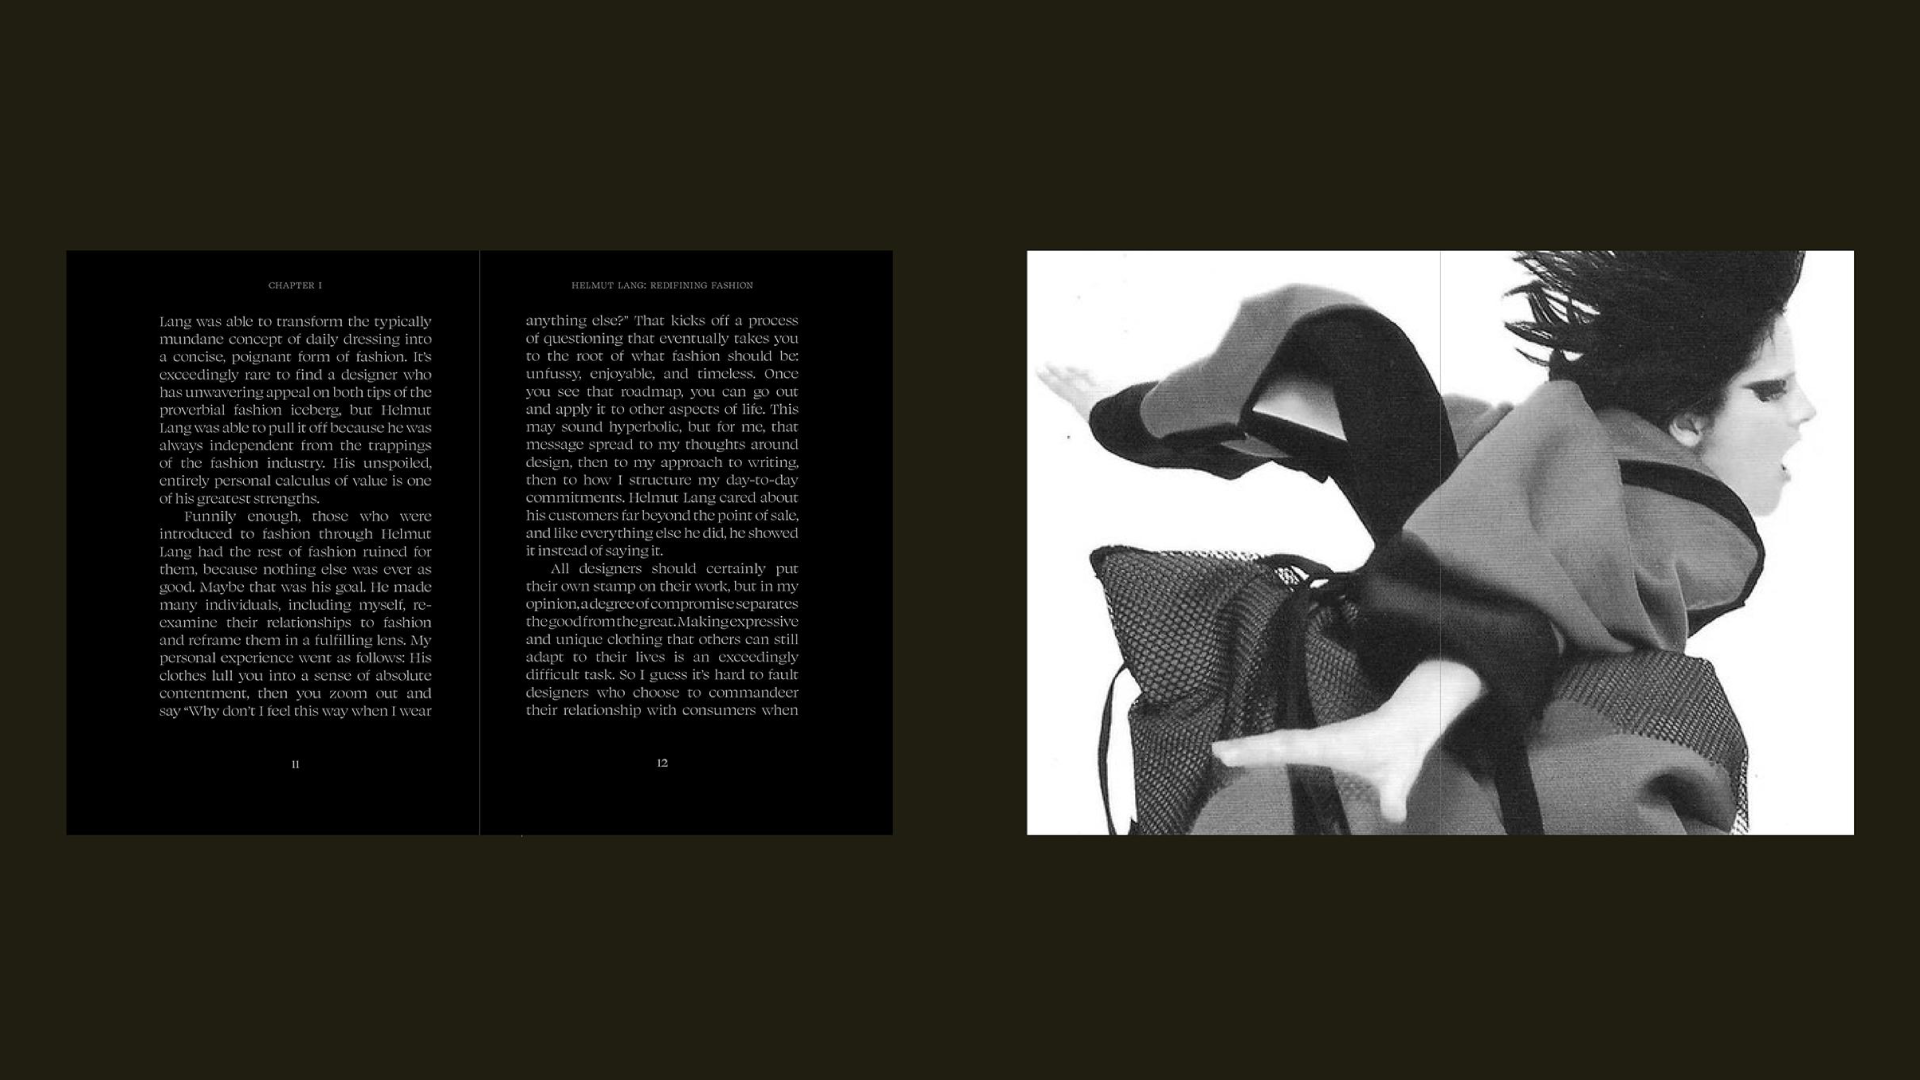 CHAPTER I
Lang was able to transform the typically
mundane concept of daily dressing into
a concise, poignant form of fashion. It's
exceedingly rare to find a designer who
has unwavering appeal on both tips of the
proverbial fashion iceberg, but Helmut
Lang was able to pull it off because he was
always independent from the trappings
of the fashion industry. His unspoiled,
entirely personal calculus of value is one
of his greatest strengths.
Funnily enough, those who were
introduced to fashion through Helmut
Lang had the rest of fashion ruined for
them, because nothing else was ever as
good. Maybe that was his goal. He made
many individuals, including myself, re-
examine their relationships to fashion
and reframe them in a fulfilling lens. My
personal experience went as follows: His
clothes lull you into a sense of absolute
contentment, then you zoom out and
say “Why don't I feel this way when I wear
11
HELMUT LANG: REDIFINING FASHION
anything else?” That kicks off a process
of questioning that eventually takes you
to the root of what fashion should be:
unfussy, enjoyable, and timeless. Once
you see that roadmap, you can go out
and apply it to other aspects of life. This
may sound hyperbolic, but for me, that
message spread to my thoughts around
design, then to my approach to writing,
then to how I structure my day-to-day
commitments. Helmut Lang cared about
his customers far beyond the point of sale,
and like everything else he did, he showed
it instead of saying it.
All designers should certainly put
their own stamp on their work, but in my
opinion, a degree of compromise separates
the good from the great. Making expressive
and unique clothing that others can still
adapt to their lives is an exceedingly
difficult task. So I guess it's hard to fault
designers who choose to commandeer
their relationship with consumers when
12